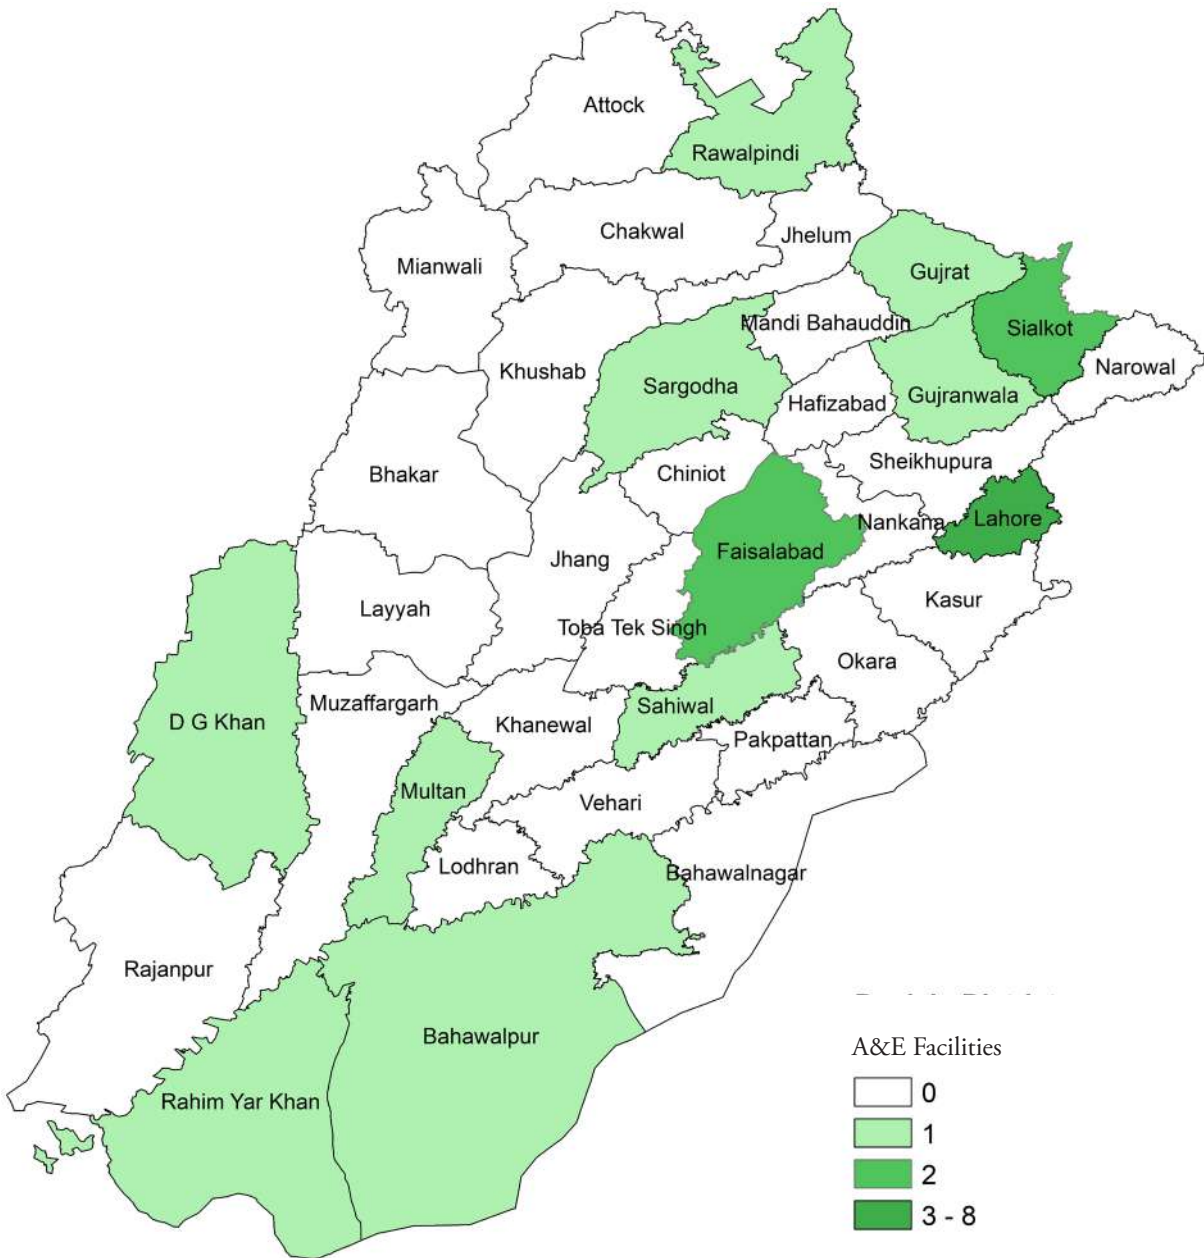 Attock
Rawalpindi
Chakwal
Jhelum
Mianwali
Gujrat
Mandi Bahauddin
Sialkot
Khushab
Narowal
Sargodha
Gujranwala
Hafizabad
Bhakar
Chiniot
Sheikhupura
Nankana
Lahore
Faisalabad
Jhang
Layyah
Kasur
Toba Tek Singh
Okara
Muzaffargarh
Sahiwal
D G Khan
Khanewal
Pakpattan
Multan
Vehari
Lodhran
Bahawalnagar
Rajanpur
Bahawalpur
Rahim Yar Khan
A&E Facilities
0
1
2
3 - 8